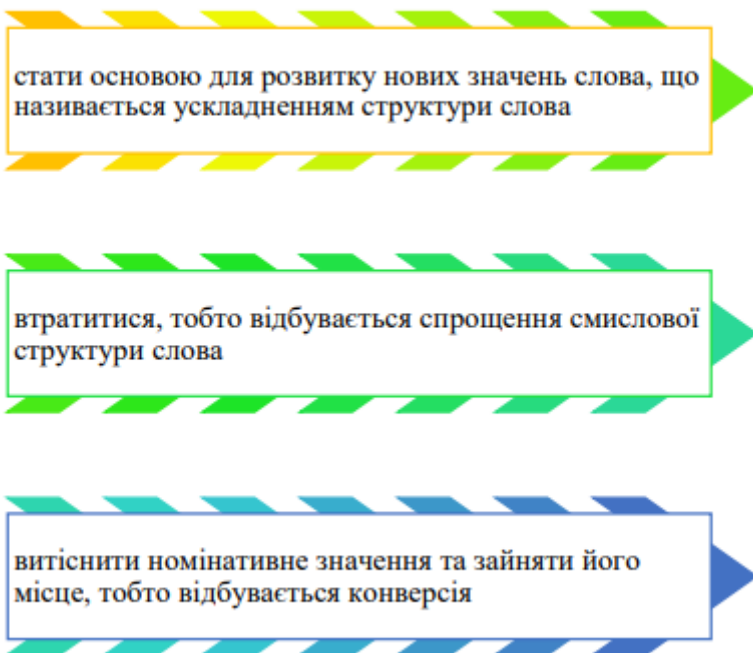 стати основою для розвитку нових значень слова, що
називається ускладненням структури слова
втратитися, тобто відбувається спрощення смислової
структури слова
витіснити номінативне значення та зайняти його
місце, тобто відбувається конверсія